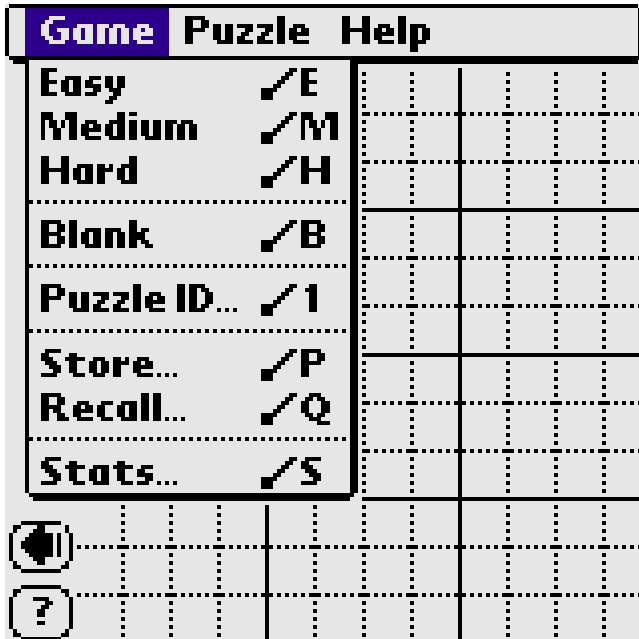 Game Puzzle Help
Easy /E
Medium /M
Hard /H
Blank /B
Puzzle ID... /1
Store... /P
Recall... /Q
Stats... /S
?